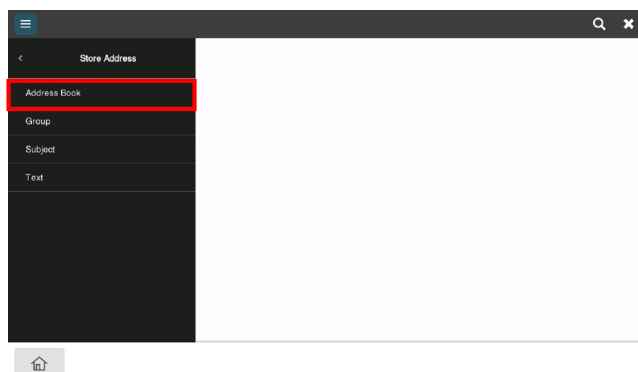 Store Address
Address Book
Group
Subject
Text